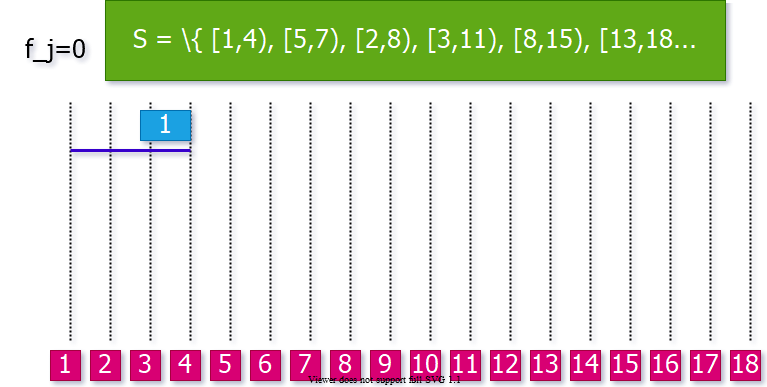 f_j=0
S = \{ [1,4), [5,7), [2,8), [3,11), [8,15), [13,18...
1
1 2 3 4 5 6 7 8 9 10 11 12 13 14 15 16 17 18
Viewer does not support full SVG 1.1